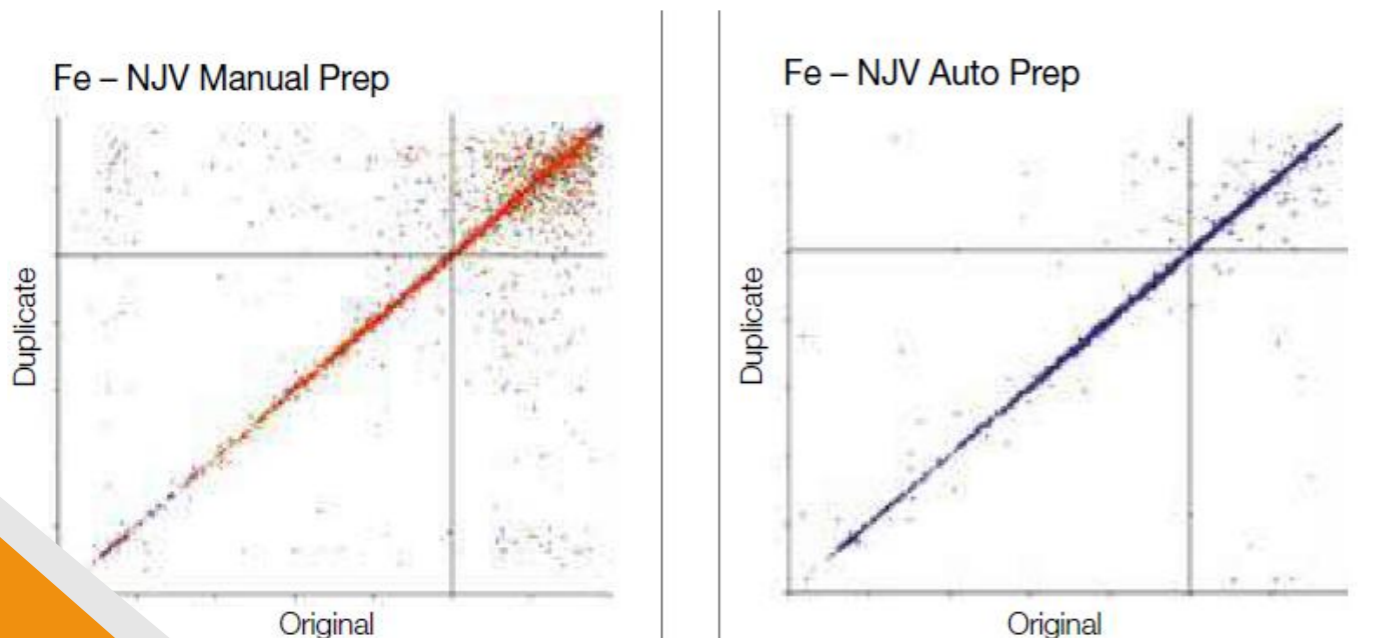 Fe – NJV Manual Prep
Duplicate
Original
Fe – NJV Auto Prep
Duplicate
Original